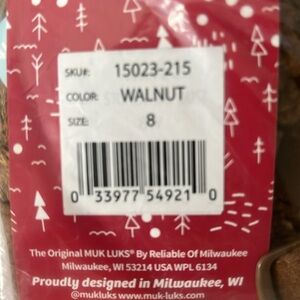 SKU#: 15023-215
COLOR: WALNUT
SIZE: 8
0 33977 54921 0
The Original MUK LUKS® By Reliable Of Milwaukee
Milwaukee, WI 53214 USA WPL 6134
Proudly designed in Milwaukee, WI
@mukluks www.muk-luks.com